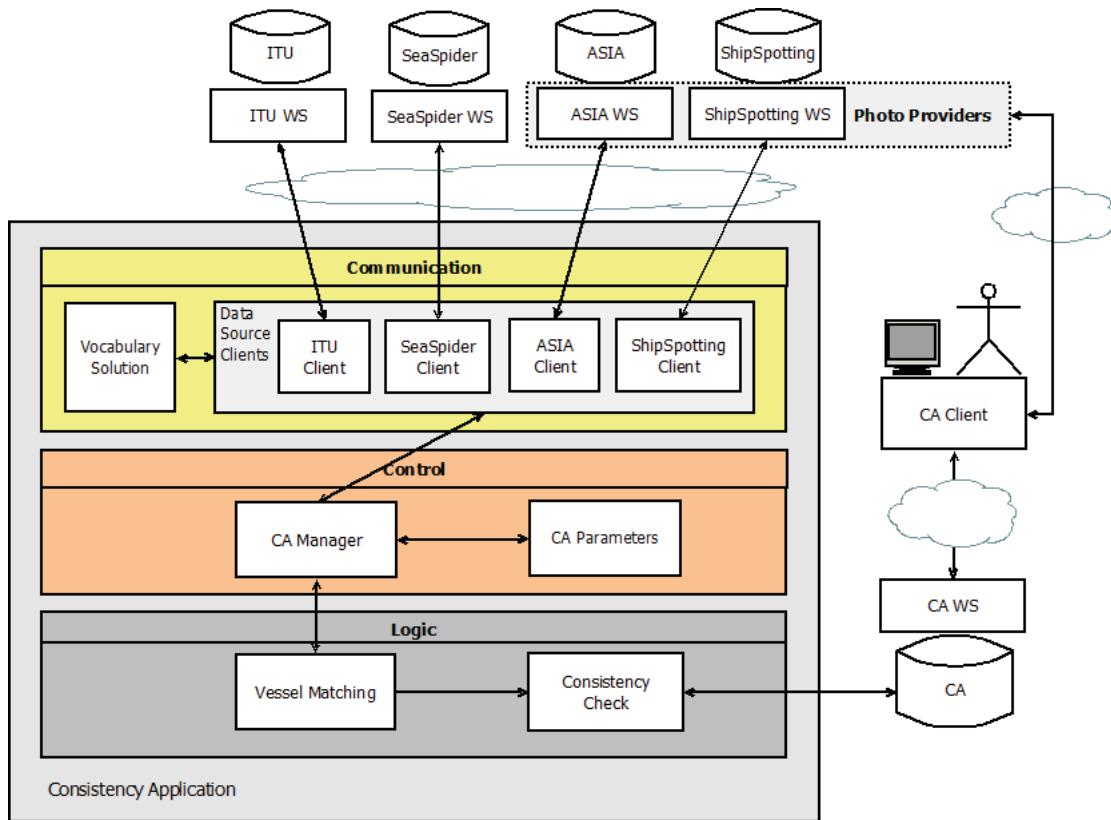 ITU
SeaSpider
ASIA
ShipSpotting
ITU WS
SeaSpider WS
ASIA WS
ShipSpotting WS
Photo Providers
Communication
Data
Source
Clients
Vocabulary
Solution
ITU
Client
SeaSpider
Client
ASIA
Client
ShipSpotting
Client
CA Client
Control
CA Manager
CA Parameters
CA WS
Logic
Vessel Matching
Consistency
Check
CA
Consistency Application